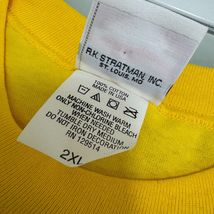 R.K. STRATMAN INC.
ST. LOUIS, MO
100% COTTON
MADE IN USA
MACHINE WASH WARM
ONLY NON-CHLORINE BLEACH
WHEN NEEDED
TUMBLE DRY MEDIUM
DO NOT IRON DECORATION
RN 129514
2XL